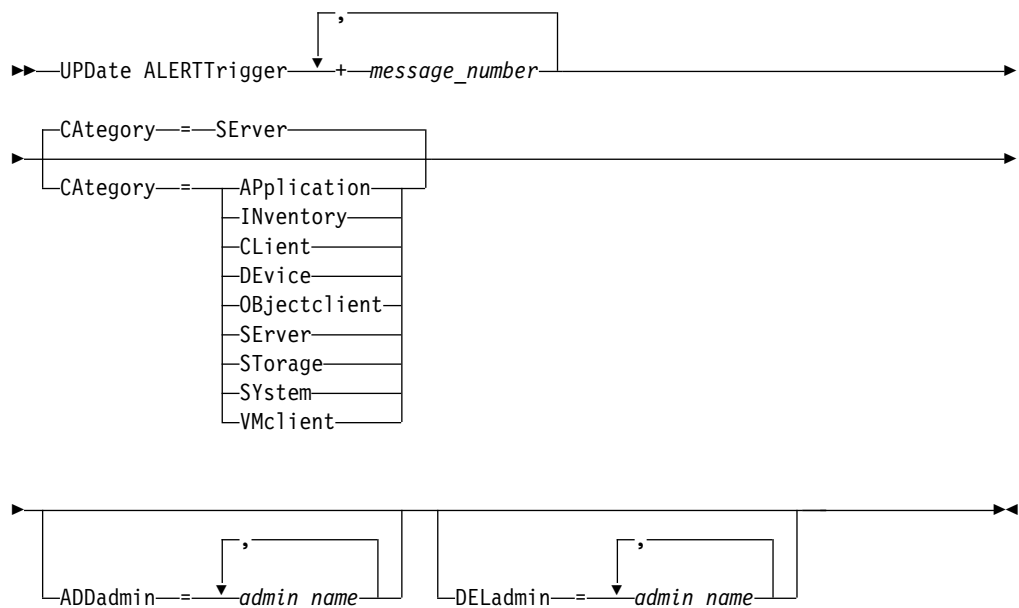 ,
UPDate ALERTTrigger + message_number
CAtegory = SErver
CAtegory = APplication
INventory
CLient
DEvice
OBjectclient
SErver
STorage
SYstem
VMclient
, ,
ADDadmin = admin name DELadmin = admin name